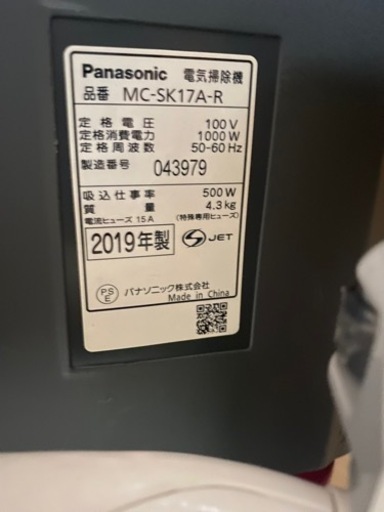 Panasonic 電気掃除機
品番 MC-SK17A-R
定格電圧 100V
定格消費電力 1000W
定格周波数 50-60 Hz
製造番号 043979
吸込仕事率 500W
質量 4.3kg
電流ヒューズ 15A (特殊専用ヒューズ)
2019年製 S JET
PS E パナソニック株式会社
Made in China